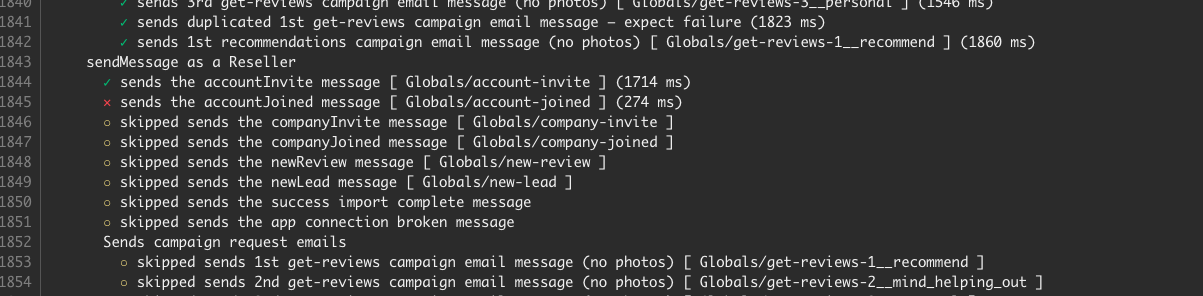 1840 ✓ sends 3rd get-reviews campaign email message (no photos) [ Globals/get-reviews-3__personal ] (1546 ms)
1841 ✓ sends duplicated 1st get-reviews campaign email message – expect failure (1823 ms)
1842 ✓ sends 1st recommendations campaign email message (no photos) [ Globals/get-reviews-1__recommend ] (1860 ms)
1843 sendMessage as a Reseller
1844 ✓ sends the accountInvite message [ Globals/account-invite ] (1714 ms)
1845 ✕ sends the accountJoined message [ Globals/account-joined ] (274 ms)
1846 ○ skipped sends the companyInvite message [ Globals/company-invite ]
1847 ○ skipped sends the companyJoined message [ Globals/company-joined ]
1848 ○ skipped sends the newReview message [ Globals/new-review ]
1849 ○ skipped sends the newLead message [ Globals/new-lead ]
1850 ○ skipped sends the success import complete message
1851 ○ skipped sends the app connection broken message
1852 Sends campaign request emails
1853 ○ skipped sends 1st get-reviews campaign email message (no photos) [ Globals/get-reviews-1__recommend ]
1854 ○ skipped sends 2nd get-reviews campaign email message (no photos) [ Globals/get-reviews-2__mind_helping_out ]